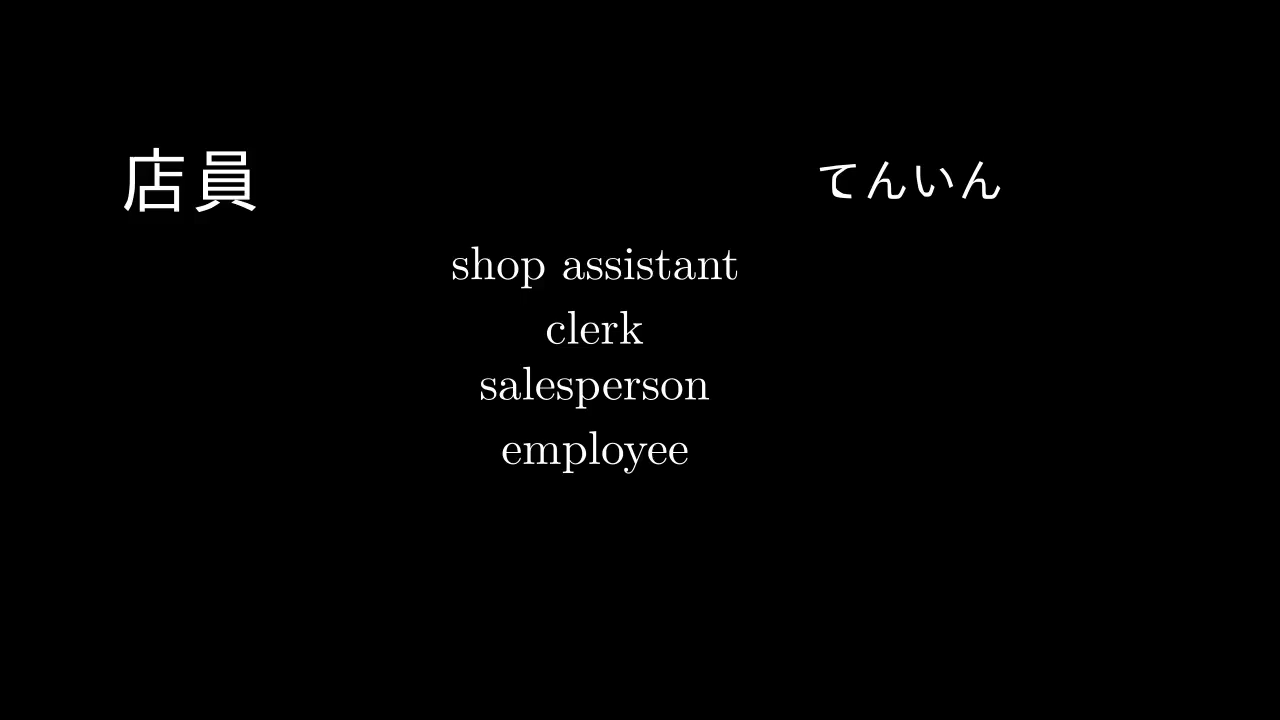 店員 てんいん
shop assistant
clerk
salesperson
employee